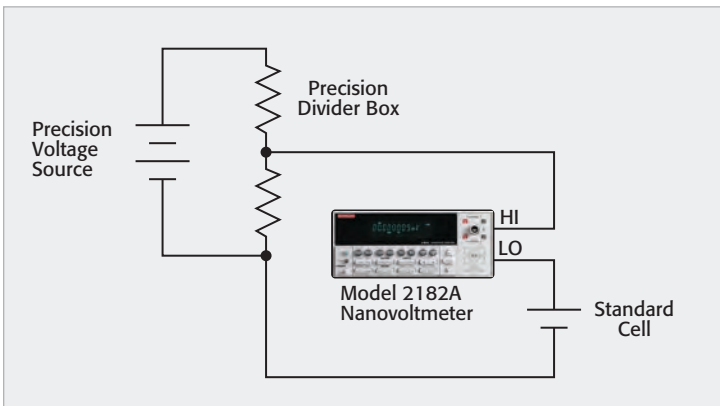 Precision
Divider Box
Precision
Voltage
Source
HI
LO
Model 2182A
Nanovoltmeter
Standard
Cell